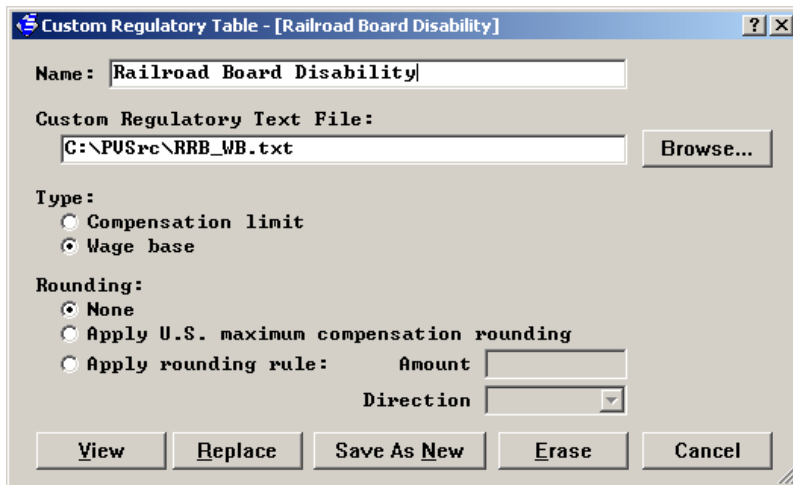 Custom Regulatory Table - [Railroad Board Disability]
Name: Railroad Board Disability
Custom Regulatory Text File:
C:\PVSrc\RRB_WB.txt Browse...
Type:
Compensation limit
Wage base
Rounding:
None
Apply U.S. maximum compensation rounding
Apply rounding rule: Amount
Direction
View Replace Save As New Erase Cancel